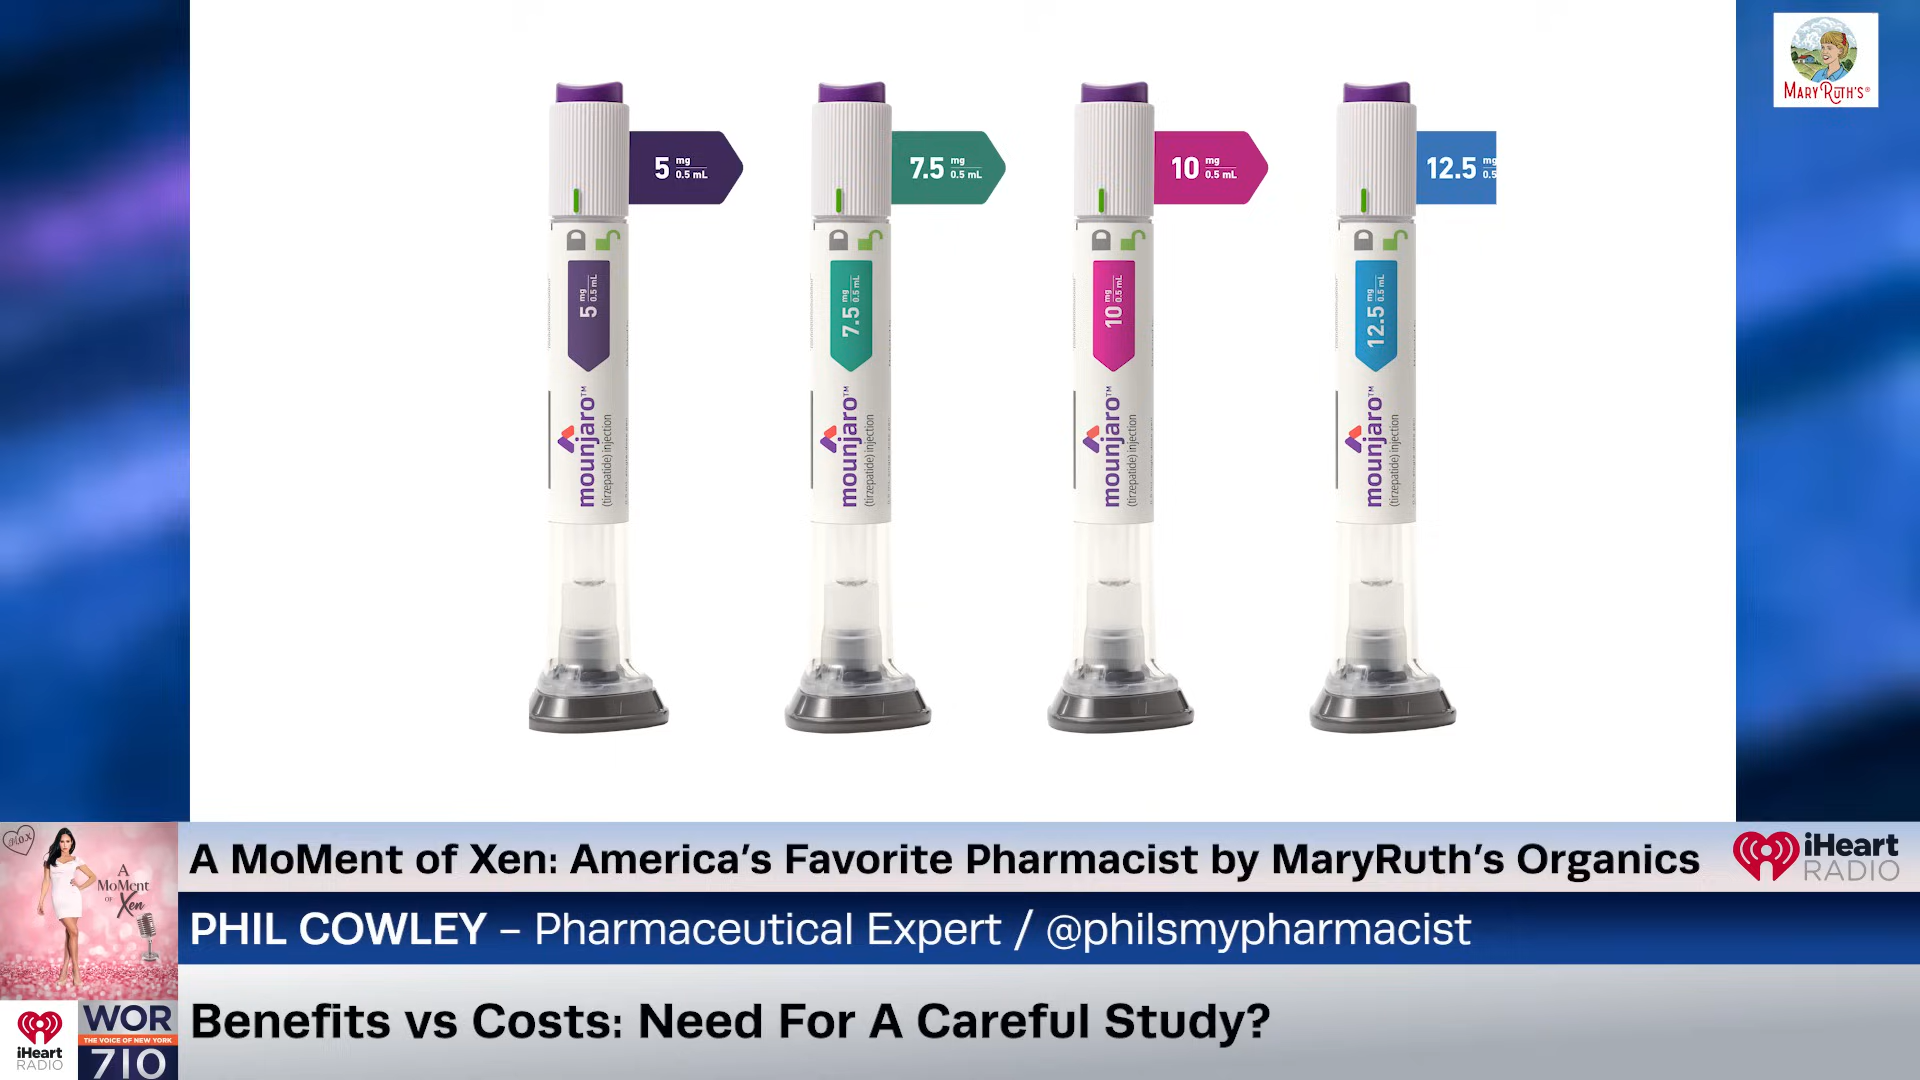 MARYRUTH'S®
5 mg 0.5 mL
7.5 mg 0.5 mL
10 mg 0.5 mL
12.5 mg 0.5
D
5 mg 0.5 mL
mounjaro™
(tirzepatide) injection
D
7.5 mg 0.5 mL
mounjaro™
(tirzepatide) injection
D
10 mg 0.5 mL
mounjaro™
(tirzepatide) injection
D
12.5 mg 0.5 mL
mounjaro™
(tirzepatide) injection
M.O.X
A
MoMent
OF Xen
A MoMent of Xen: America's Favorite Pharmacist by MaryRuth's Organics
iHeart
RADIO
PHIL COWLEY – Pharmaceutical Expert / @philsmypharmacist
iHeart
RADIO
WOR
THE VOICE OF NEW YORK
710
Benefits vs Costs: Need For A Careful Study?